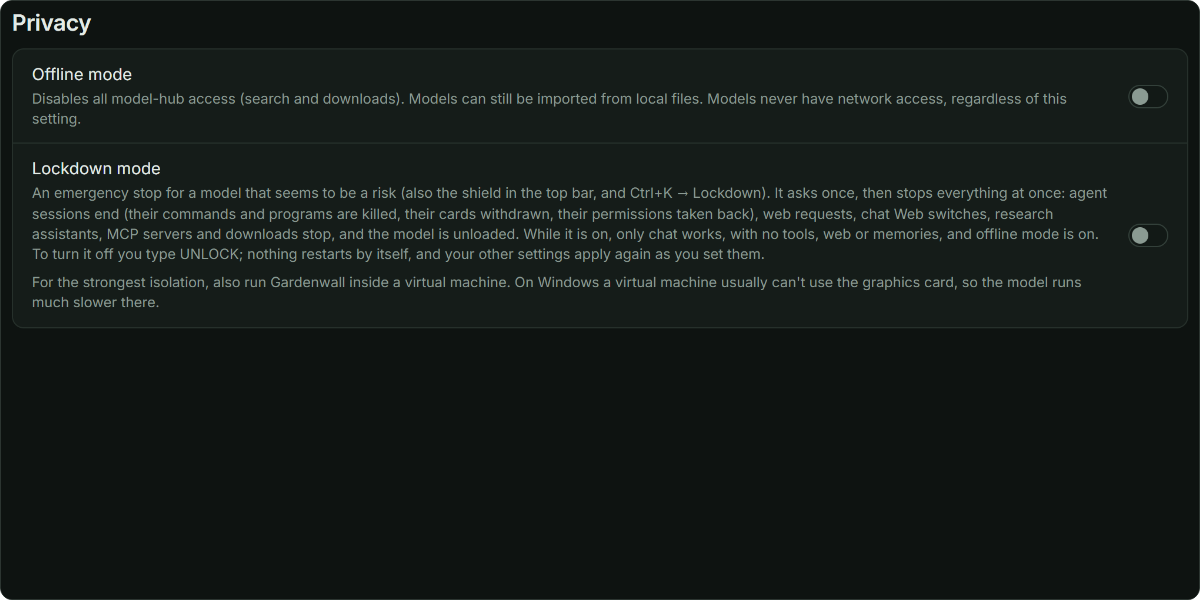 Privacy
Offline mode
Disables all model-hub access (search and downloads). Models can still be imported from local files. Models never have network access, regardless of this
setting.
Lockdown mode
An emergency stop for a model that seems to be a risk (also the shield in the top bar, and Ctrl+K → Lockdown). It asks once, then stops everything at once: agent
sessions end (their commands and programs are killed, their cards withdrawn, their permissions taken back), web requests, chat Web switches, research
assistants, MCP servers and downloads stop, and the model is unloaded. While it is on, only chat works, with no tools, web or memories, and offline mode is on.
To turn it off you type UNLOCK; nothing restarts by itself, and your other settings apply again as you set them.
For the strongest isolation, also run Gardenwall inside a virtual machine. On Windows a virtual machine usually can't use the graphics card, so the model runs
much slower there.